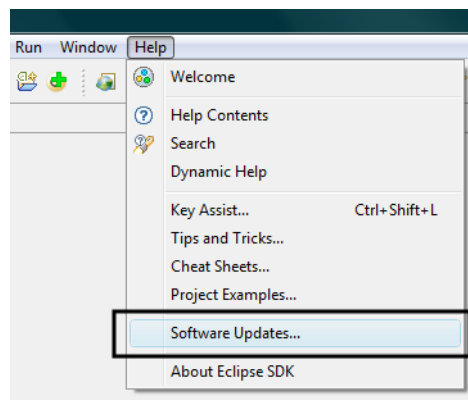 Run Window Help
Welcome
Help Contents
Search
Dynamic Help
Key Assist... Ctrl+Shift+L
Tips and Tricks...
Cheat Sheets...
Project Examples...
Software Updates...
About Eclipse SDK